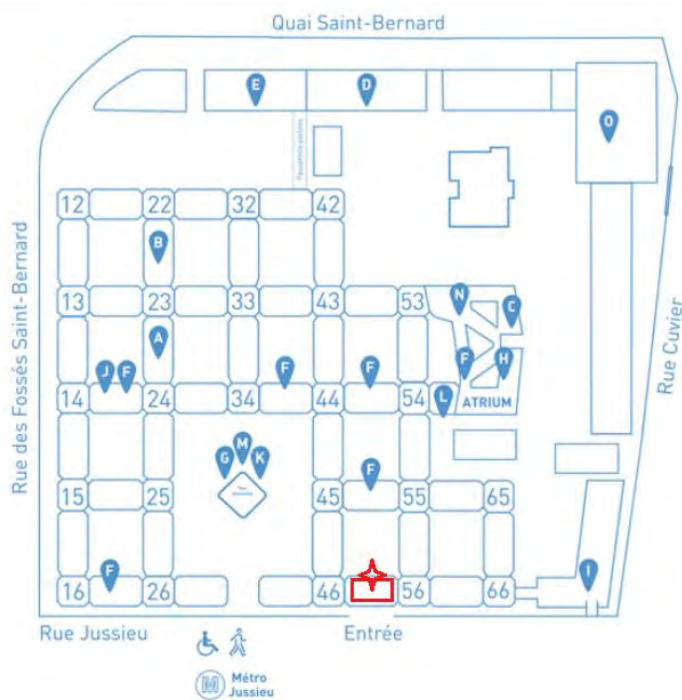 Quai Saint-Bernard
E D
O
12 22 32 42
B
Rue des Fossés Saint-Bernard
13 23 33 43 53
N C
A
J F F F F H
Rue Cuvier
14 24 34 44 54 L ATRIUM
G M K
F
15 25 45 55 65
F I
16 26 46 56 66
Rue Jussieu Entrée
M Métro
Jussieu